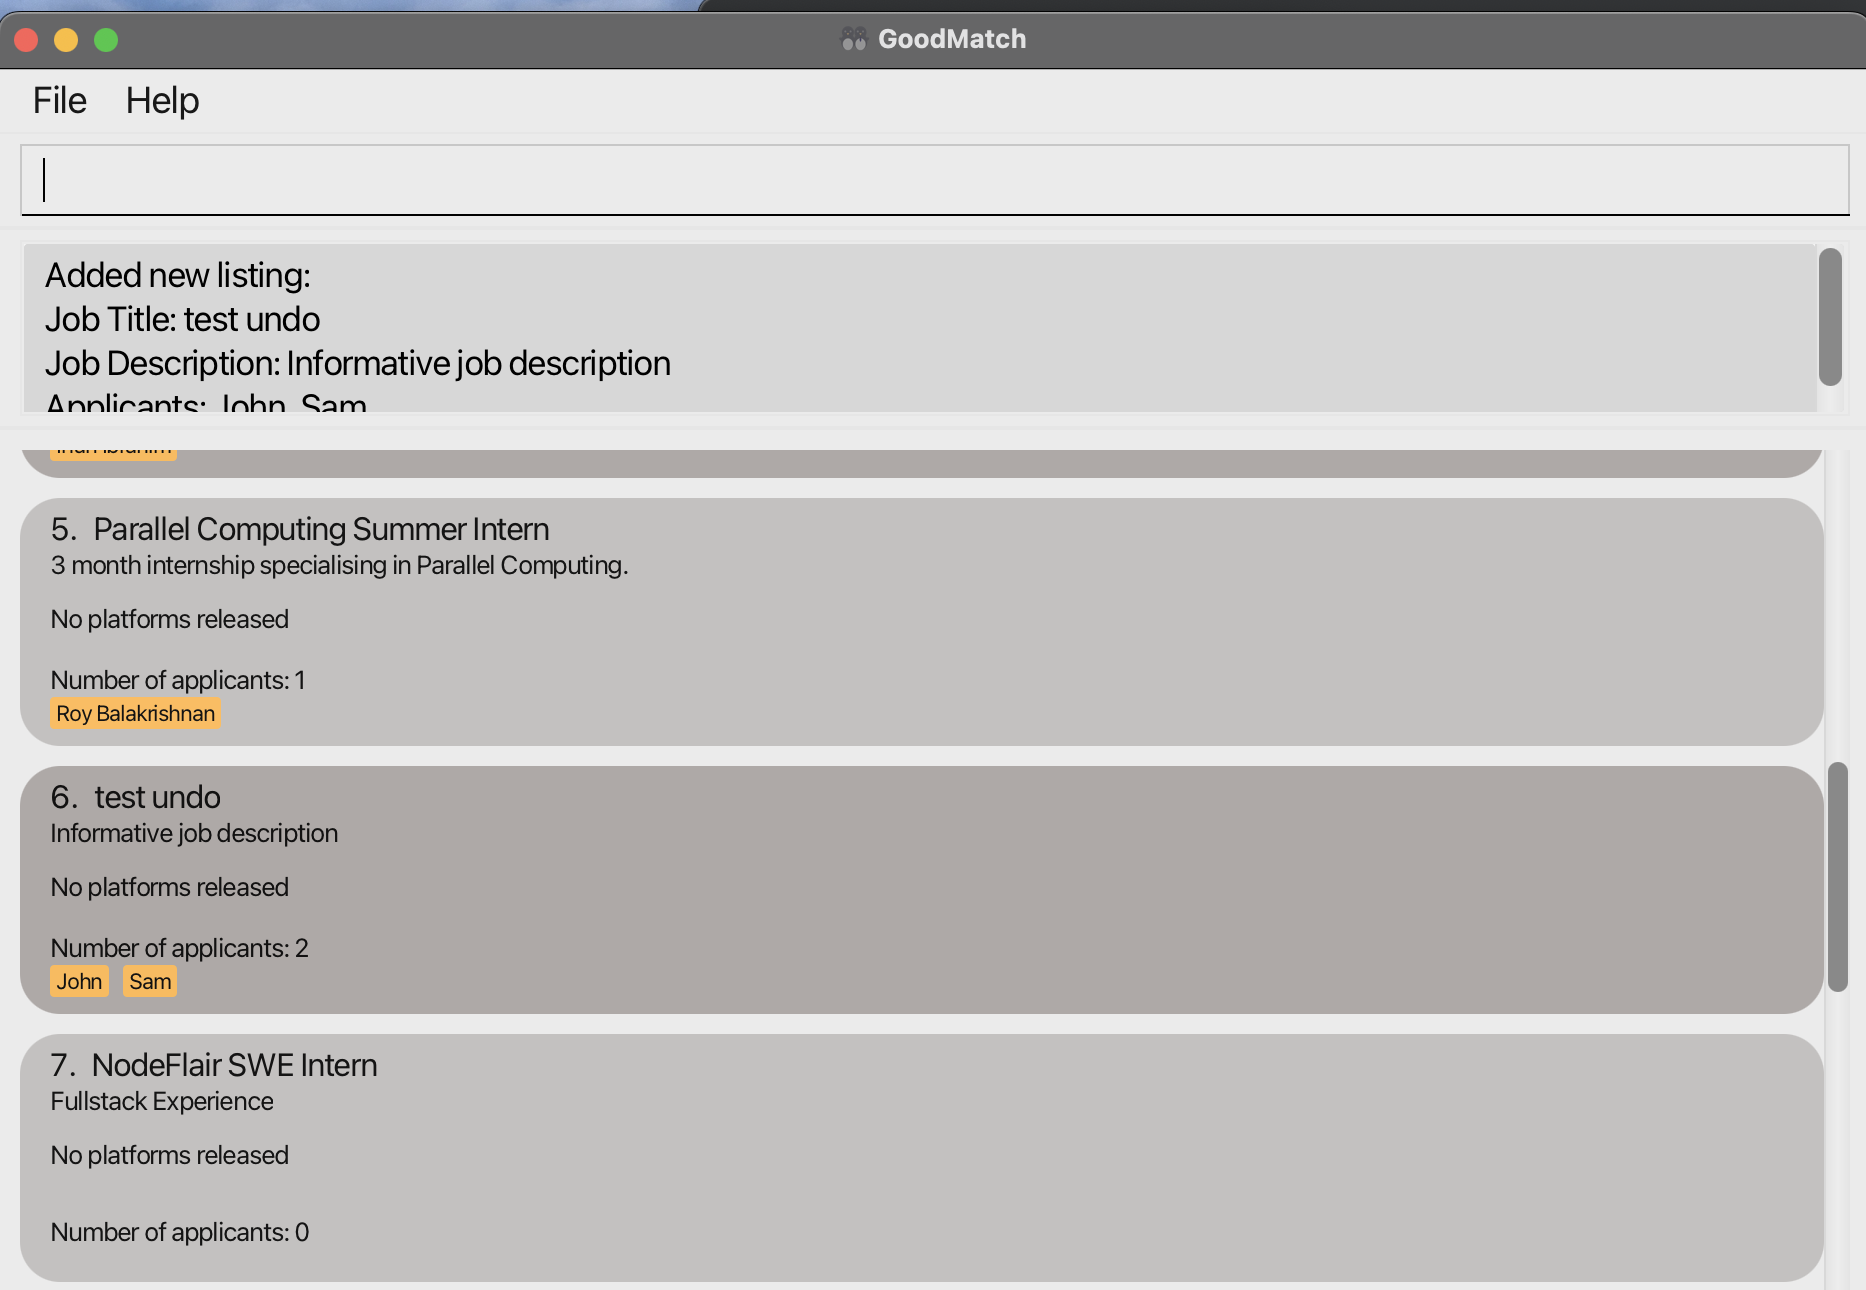 GoodMatch
File Help
Added new listing:
Job Title: test undo
Job Description: Informative job description
Applicants: John, Sam
5. Parallel Computing Summer Intern
3 month internship specialising in Parallel Computing.
No platforms released
Number of applicants: 1
Roy Balakrishnan
6. test undo
Informative job description
No platforms released
Number of applicants: 2
John Sam
7. NodeFlair SWE Intern
Fullstack Experience
No platforms released
Number of applicants: 0